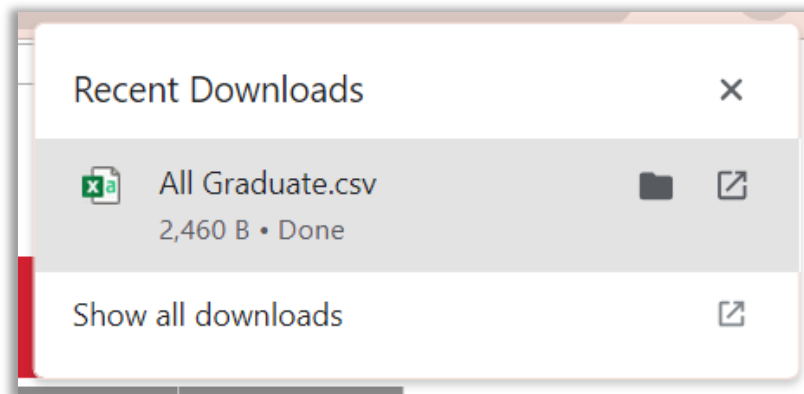 Recent Downloads
All Graduate.csv
2,460 B • Done
Show all downloads